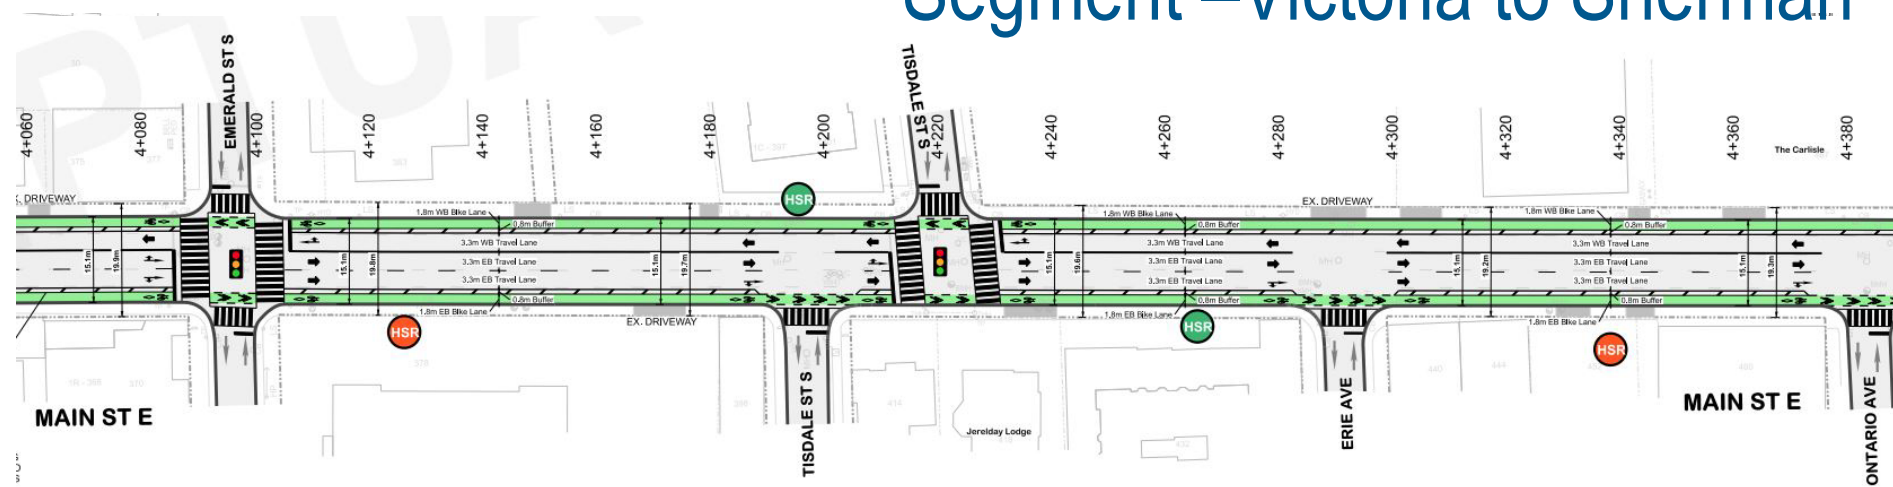 Segment –Victoria to Sherman
EMERALD ST S
TISDALE ST S
4+060
4+080
4+100
4+120
4+140
4+160
4+180
4+200
4+220
4+240
4+260
4+280
4+300
4+320
4+340
4+360
4+380
The Carlisle
EX. DRIVEWAY
HSR
EX. DRIVEWAY
1.8m WB Bike Lane
0.8m Buffer
3.3m WB Travel Lane
3.3m EB Travel Lane
3.3m EB Travel Lane
0.8m Buffer
1.8m EB Bike Lane
1.8m WB Bike Lane
0.8m Buffer
3.3m WB Travel Lane
3.3m EB Travel Lane
3.3m EB Travel Lane
0.8m Buffer
1.8m EB Bike Lane
1.8m WB Bike Lane
0.8m Buffer
3.3m WB Travel Lane
3.3m EB Travel Lane
3.3m EB Travel Lane
0.8m Buffer
1.8m EB Bike Lane
15.1m
19.9m
15.1m
19.8m
15.1m
19.7m
15.1m
19.6m
15.1m
19.2m
15.1m
19.3m
HSR
EX. DRIVEWAY
HSR
HSR
MAIN ST E
TISDALE ST S
Jerelday Lodge
ERIE AVE
MAIN ST E
ONTARIO AVE